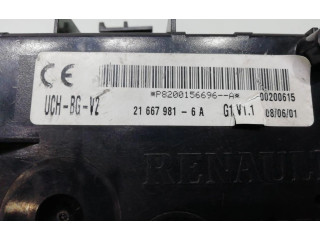 CE
*P8200156696--A* 00200615
UCH-BG-V2 21 667 981 - 6 A G1 V1.1 08/06/01
RENAULT